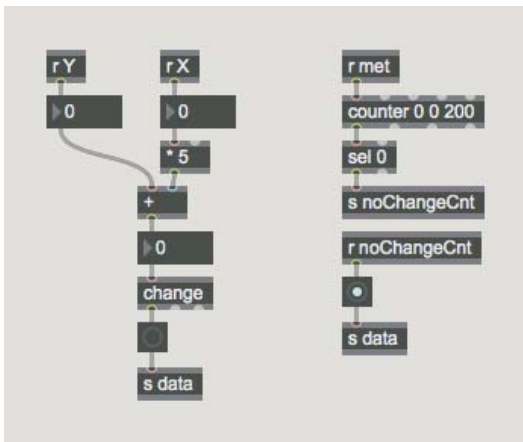 r Y
r X
0
0
* 5
+
0
change
s data
r met
counter 0 0 200
sel 0
s noChangeCnt
r noChangeCnt
s data